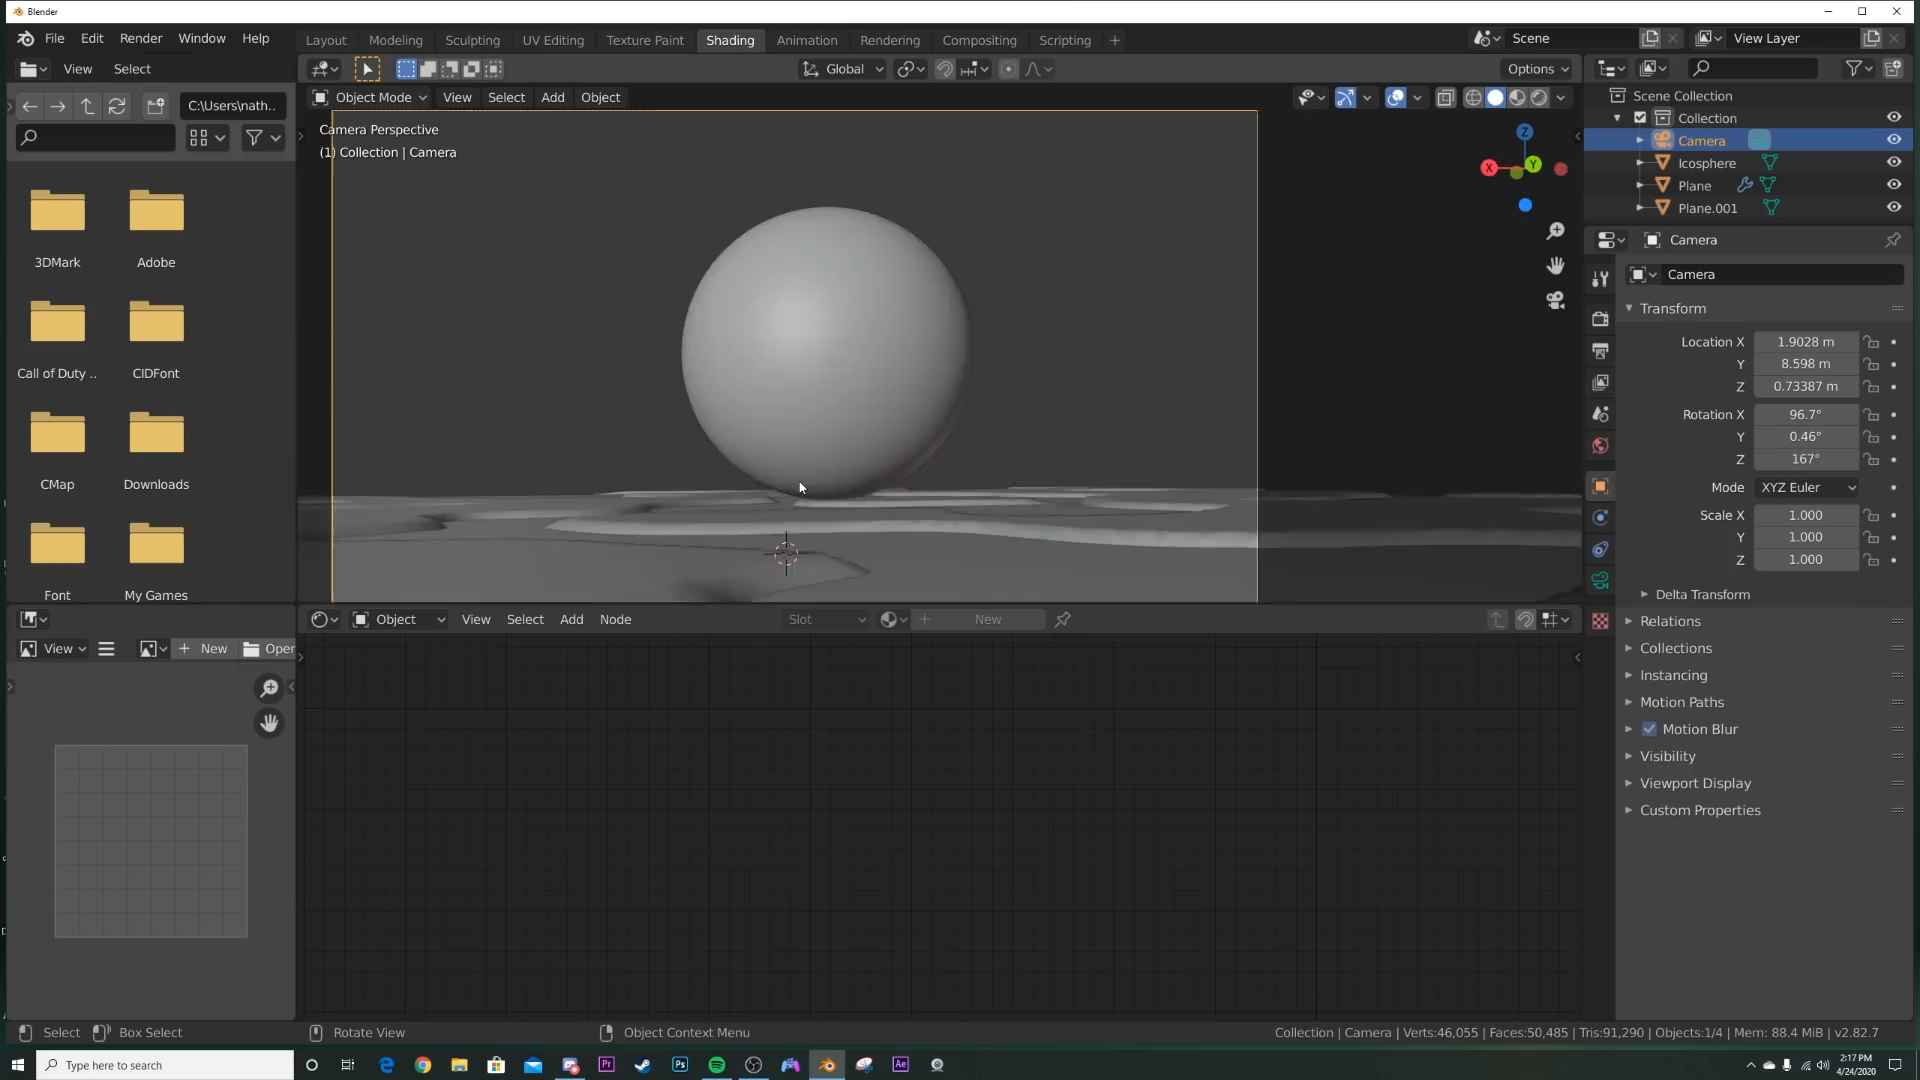 Blender
File Edit Render Window Help
Layout Modeling Sculpting UV Editing Texture Paint Shading Animation Rendering Compositing Scripting +
Scene
View Layer
View Select
Global
Options
C:\Users\nath..
Object Mode View Select Add Object
Camera Perspective
(1) Collection | Camera
Z
X
Y
Scene Collection
Collection
Camera
Icosphere
Plane
Plane.001
3DMark
Adobe
Call of Duty ..
CIDFont
CMap
Downloads
Font
My Games
Camera
Camera
Transform
Location X 1.9028 m
Y 8.598 m
Z 0.73387 m
Rotation X 96.7°
Y 0.46°
Z 167°
Mode XYZ Euler
Scale X 1.000
Y 1.000
Z 1.000
Delta Transform
Relations
Collections
Instancing
Motion Paths
Motion Blur
Visibility
Viewport Display
Custom Properties
Object View Select Add Node
Slot
+ New
View
+ New
Oper
Select Box Select Rotate View Object Context Menu
Collection | Camera | Verts:46,055 | Faces:50,485 | Tris:91,290 | Objects:1/4 | Mem: 88.4 MiB | v2.82.7
Type here to search
Pr
Ps
Ae
2:17 PM
4/24/2020